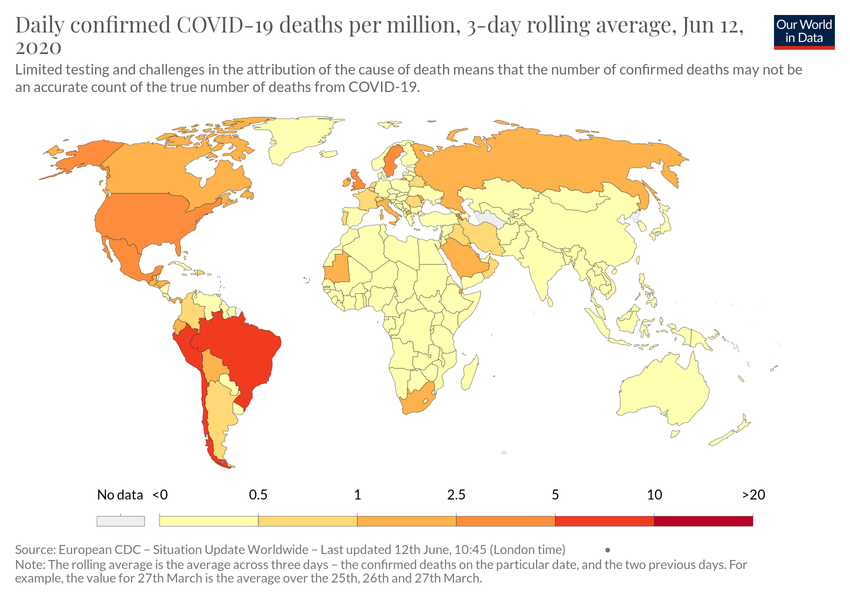 Daily confirmed COVID-19 deaths per million, 3-day rolling average, Jun 12,
2020
Our World
in Data
Limited testing and challenges in the attribution of the cause of death means that the number of confirmed deaths may not be
an accurate count of the true number of deaths from COVID-19.
No data <0 0.5 1 2.5 5 10 >20
Source: European CDC – Situation Update Worldwide – Last updated 12th June, 10:45 (London time)
Note: The rolling average is the average across three days – the confirmed deaths on the particular date, and the two previous days. For
example, the value for 27th March is the average over the 25th, 26th and 27th March.